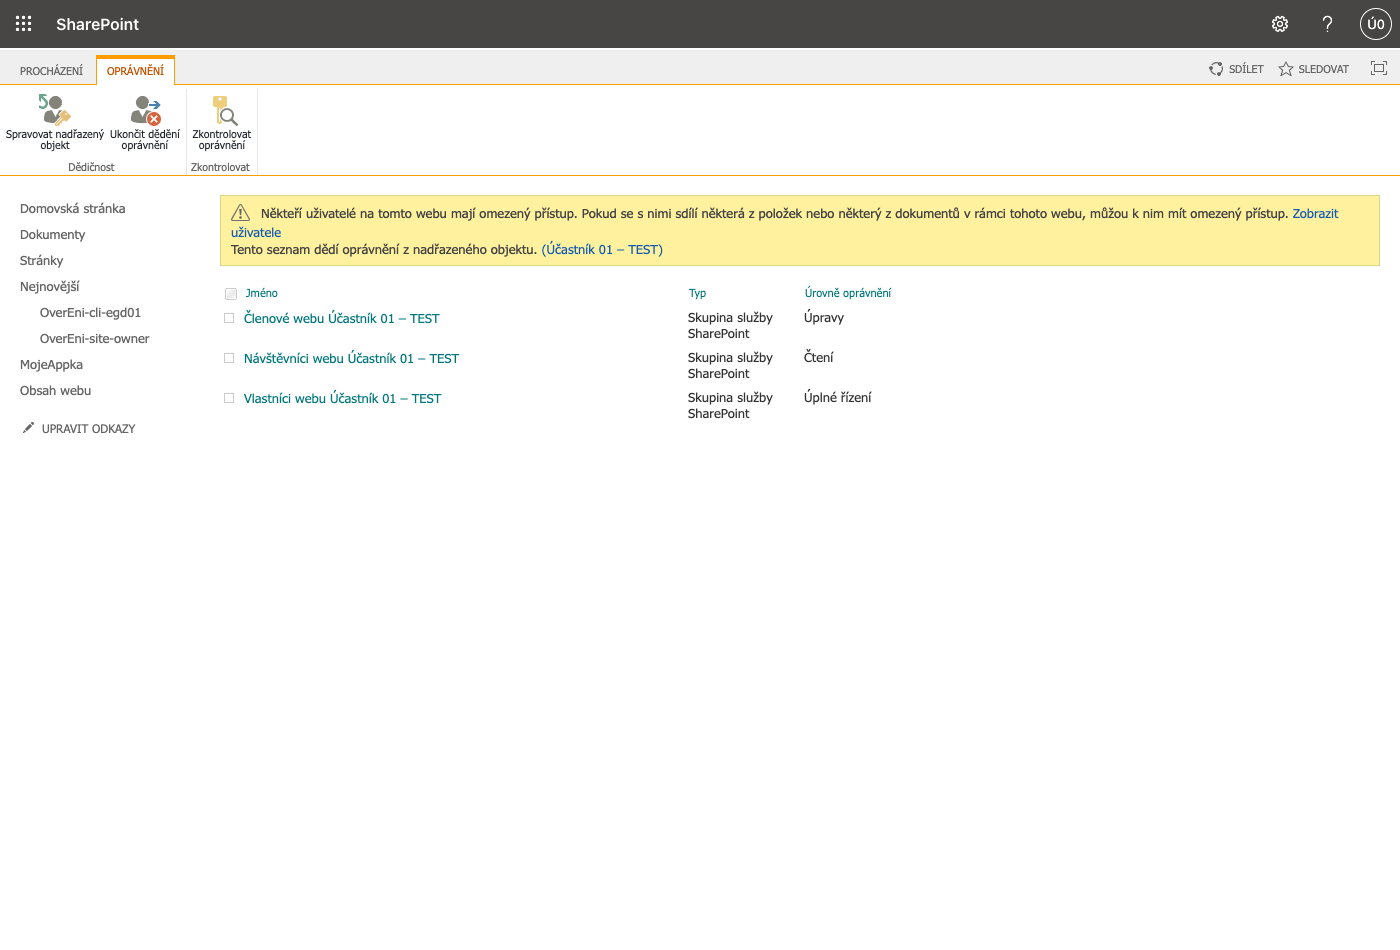 SharePoint
Ú0
PROCHÁZENÍ
OPRÁVNĚNÍ
SDÍLET
SLEDOVAT
Spravovat nadřazený
objekt
Ukončit dědění
oprávnění
Zkontrolovat
oprávnění
Dědičnost
Zkontrolovat
Domovská stránka
Dokumenty
Stránky
Nejnovější
OverEni-cli-egd01
OverEni-site-owner
MojeAppka
Obsah webu
UPRAVIT ODKAZY
Někteří uživatelé na tomto webu mají omezený přístup. Pokud se s nimi sdílí některá z položek nebo některý z dokumentů v rámci tohoto webu, můžou k nim mít omezený přístup. Zobrazit
uživatele
Tento seznam dědí oprávnění z nadřazeného objektu. (Účastník 01 – TEST)
Jméno Typ Úrovně oprávnění
Členové webu Účastník 01 – TEST Skupina služby Úpravy
SharePoint
Návštěvníci webu Účastník 01 – TEST Skupina služby Čtení
SharePoint
Vlastníci webu Účastník 01 – TEST Skupina služby Úplné řízení
SharePoint